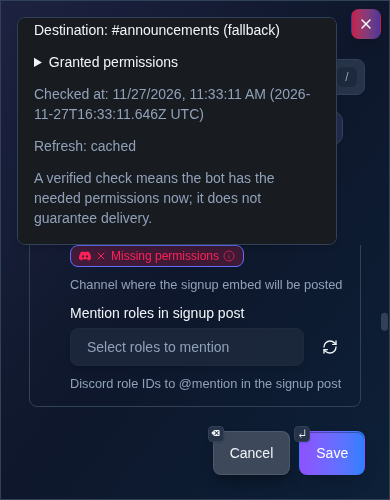 Destination: #announcements (fallback)
▶ Granted permissions
Checked at: 11/27/2026, 11:33:11 AM (2026-
11-27T16:33:11.646Z UTC)
Refresh: cached
A verified check means the bot has the
needed permissions now; it does not
guarantee delivery.
/
Missing permissions
Channel where the signup embed will be posted
Mention roles in signup post
Select roles to mention
Discord role IDs to @mention in the signup post
Cancel
Save